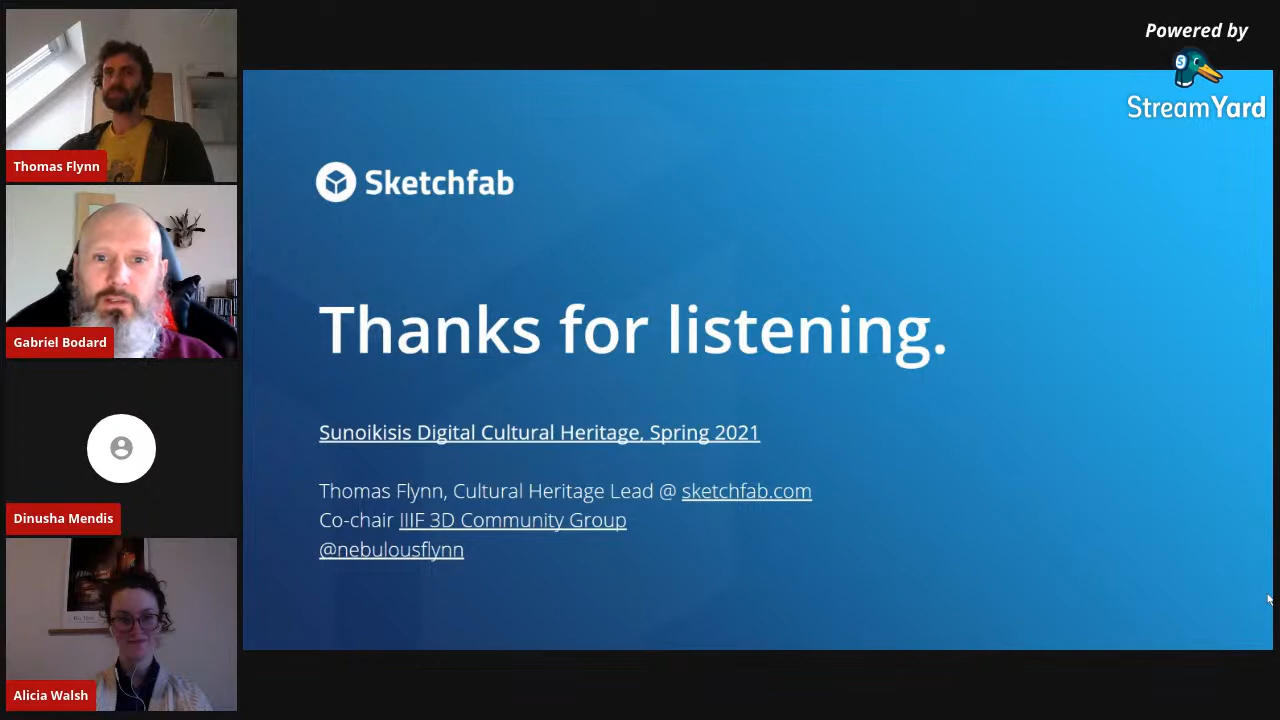 Powered by
StreamYard
Thomas Flynn
Gabriel Bodard
Dinusha Mendis
Alicia Walsh
Sketchfab
Thanks for listening.
Sunoikisis Digital Cultural Heritage, Spring 2021
Thomas Flynn, Cultural Heritage Lead @ sketchfab.com
Co-chair IIIF 3D Community Group
@nebulousflynn